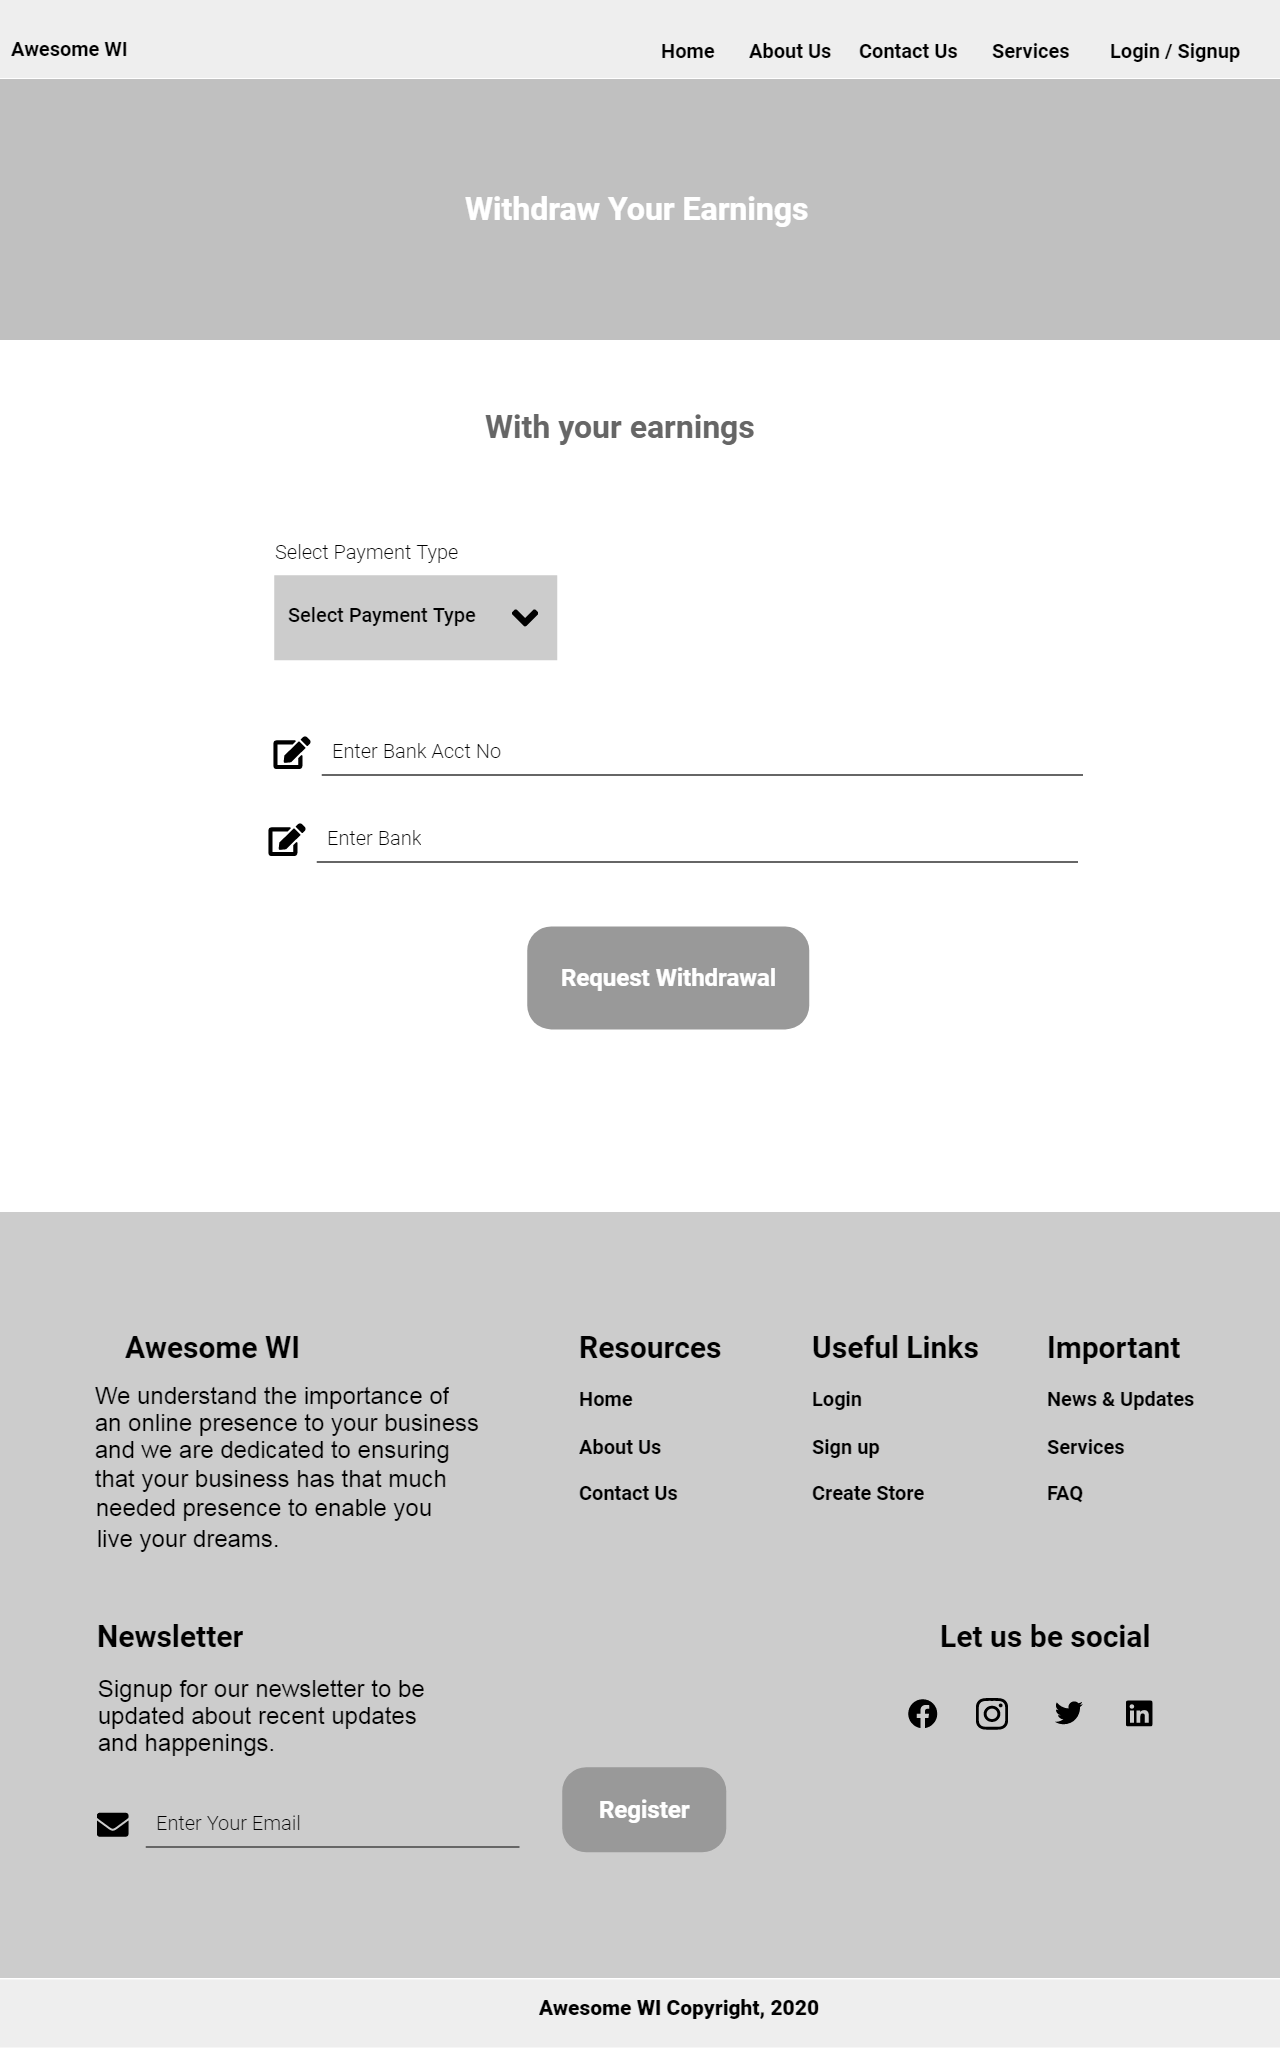 Awesome WI
Home About Us Contact Us Services Login / Signup
Withdraw Your Earnings
With your earnings
Select Payment Type
Select Payment Type
Enter Bank Acct No
Enter Bank
Request Withdrawal
Awesome WI
We understand the importance of
an online presence to your business
and we are dedicated to ensuring
that your business has that much
needed presence to enable you
live your dreams.
Resources
Home
About Us
Contact Us
Useful Links
Login
Sign up
Create Store
Important
News & Updates
Services
FAQ
Newsletter
Signup for our newsletter to be
updated about recent updates
and happenings.
Enter Your Email
Register
Let us be social
Awesome WI Copyright, 2020